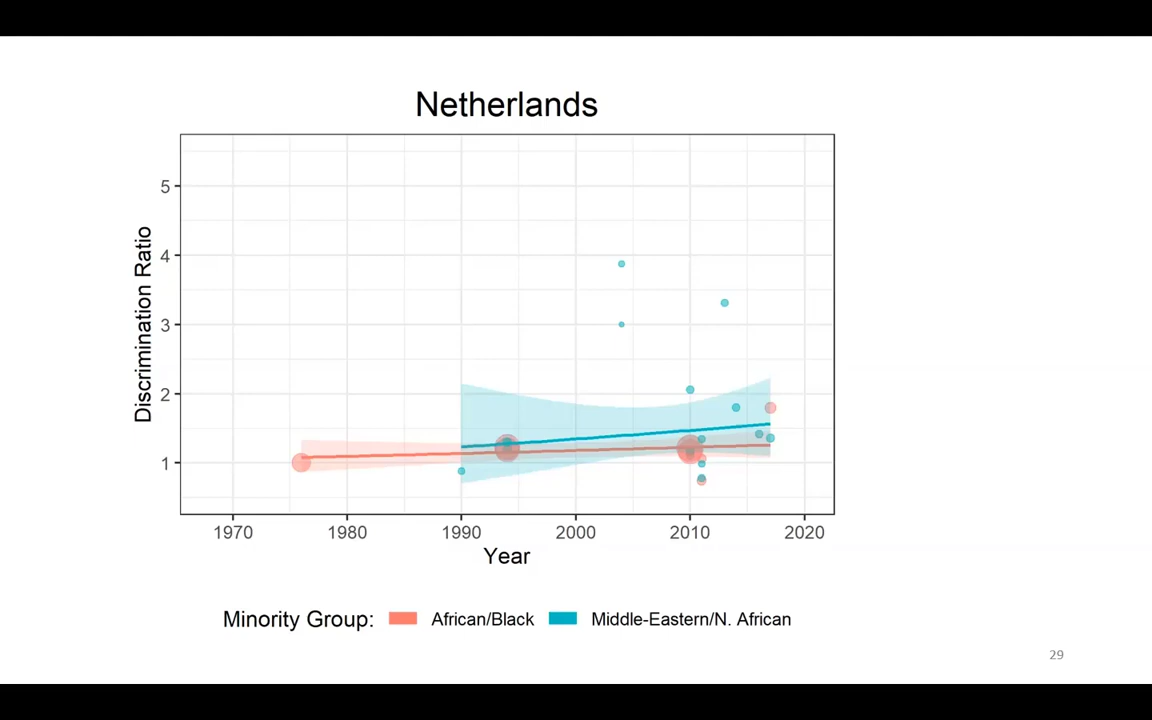 Netherlands
Discrimination Ratio
5
4
3
2
1
1970 1980 1990 2000 2010 2020
Year
Minority Group: African/Black Middle-Eastern/N. African
29